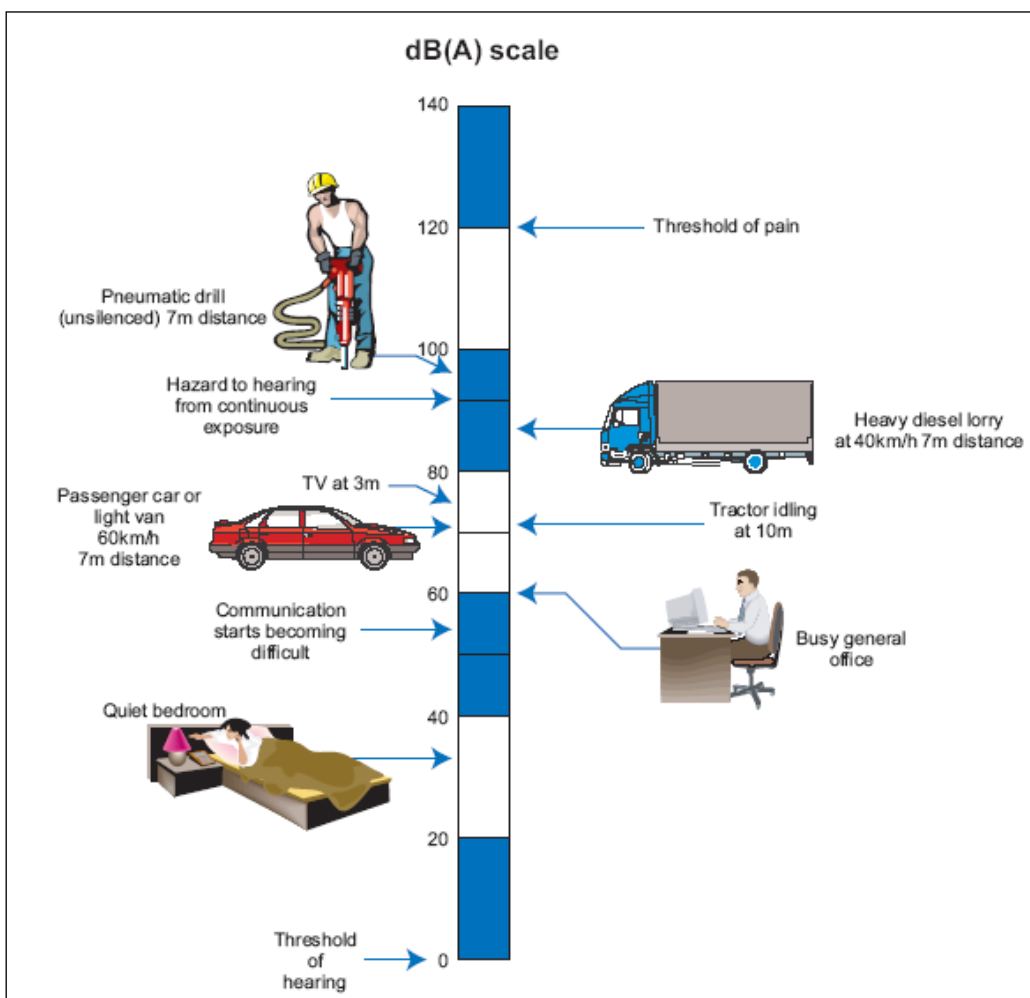 dB(A) scale
140
120
Threshold of pain
Pneumatic drill
(unsilenced) 7m distance
100
Hazard to hearing
from continuous
exposure
Heavy diesel lorry
at 40km/h 7m distance
80
TV at 3m
Passenger car or
light van
60km/h
7m distance
Tractor idling
at 10m
60
Communication
starts becoming
difficult
Busy general
office
Quiet bedroom
40
20
Threshold
of
hearing
0